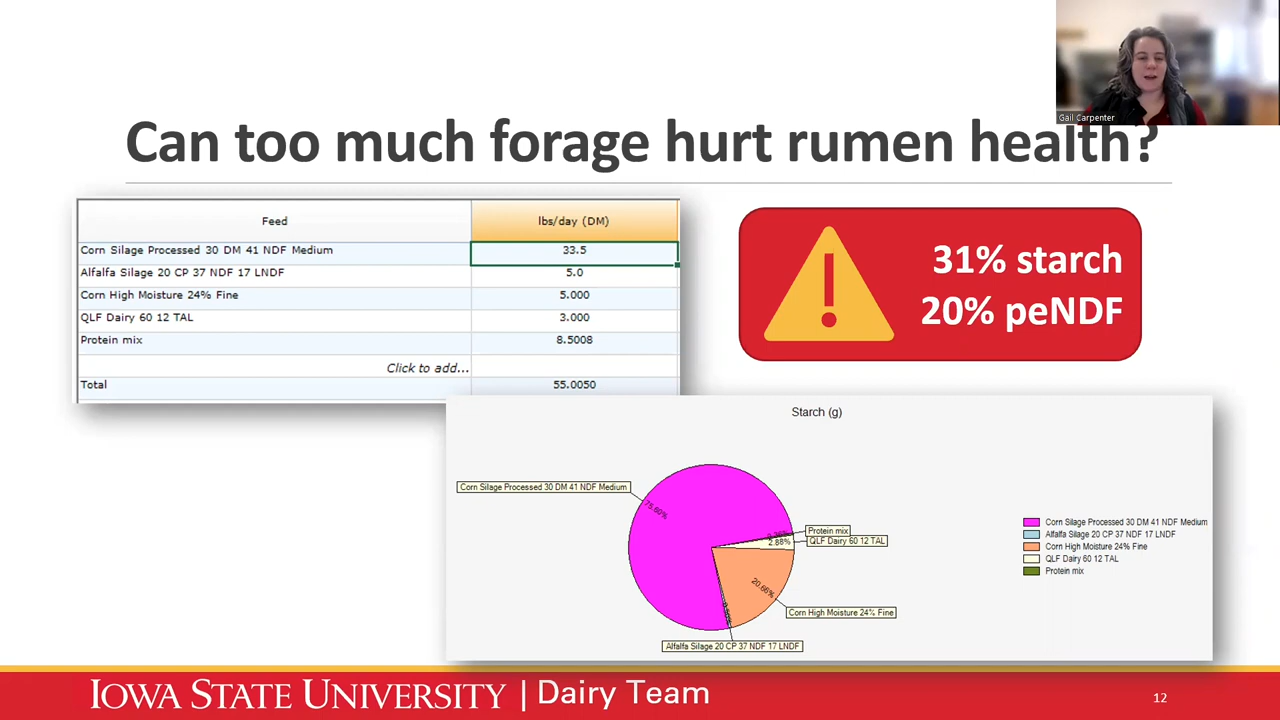 Gail Carpenter
Can too much forage hurt rumen health?
Feed lbs/day (DM)
Corn Silage Processed 30 DM 41 NDF Medium 33.5
Alfalfa Silage 20 CP 37 NDF 17 LNDF 5.0
Corn High Moisture 24% Fine 5.000
QLF Dairy 60 12 TAL 3.000
Protein mix 8.5008
Click to add...
Total 55.0050
31% starch
20% peNDF
Starch (g)
Corn Silage Processed 30 DM 41 NDF Medium
75.60%
Protein mix
QLF Dairy 60 12 TAL
2.88%
20.66%
Corn High Moisture 24% Fine
Alfalfa Silage 20 CP 37 NDF 17 LNDF
Corn Silage Processed 30 DM 41 NDF Medium
Alfalfa Silage 20 CP 37 NDF 17 LNDF
Corn High Moisture 24% Fine
QLF Dairy 60 12 TAL
Protein mix
IOWA STATE UNIVERSITY | Dairy Team
12